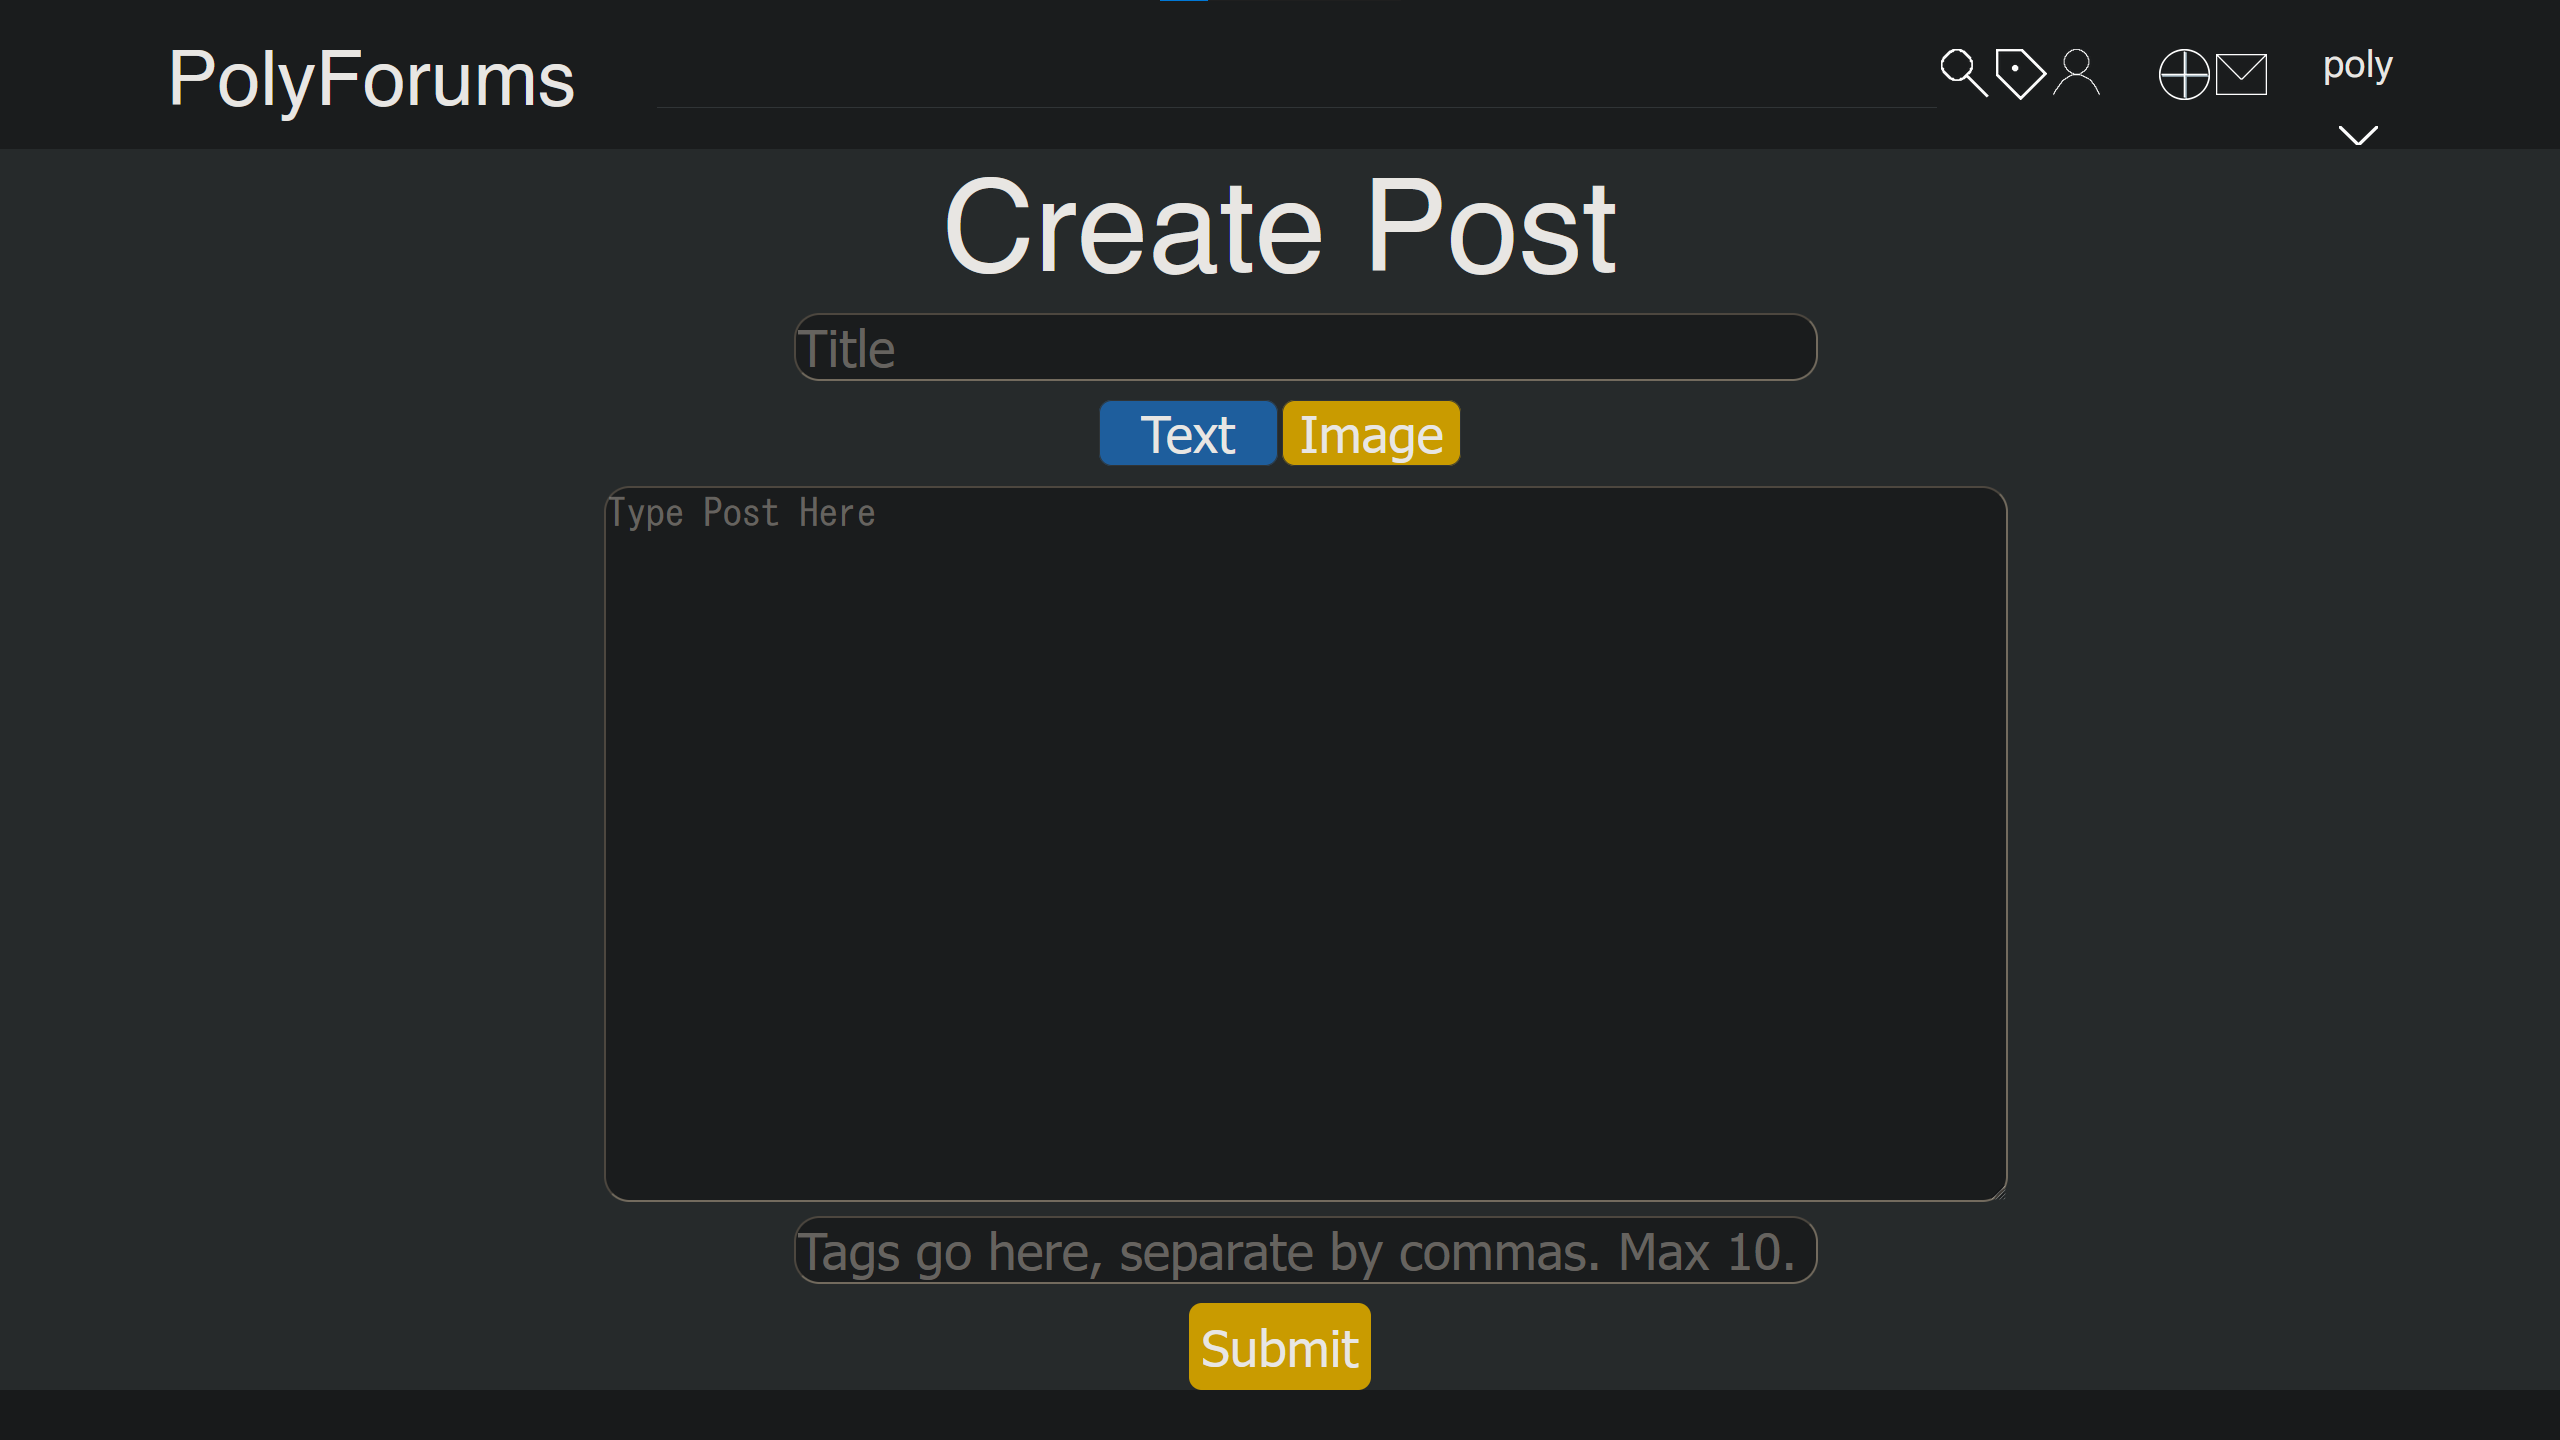 PolyForums
poly
Create Post
Title
Text Image
Type Post Here
Tags go here, separate by commas. Max 10.
Submit